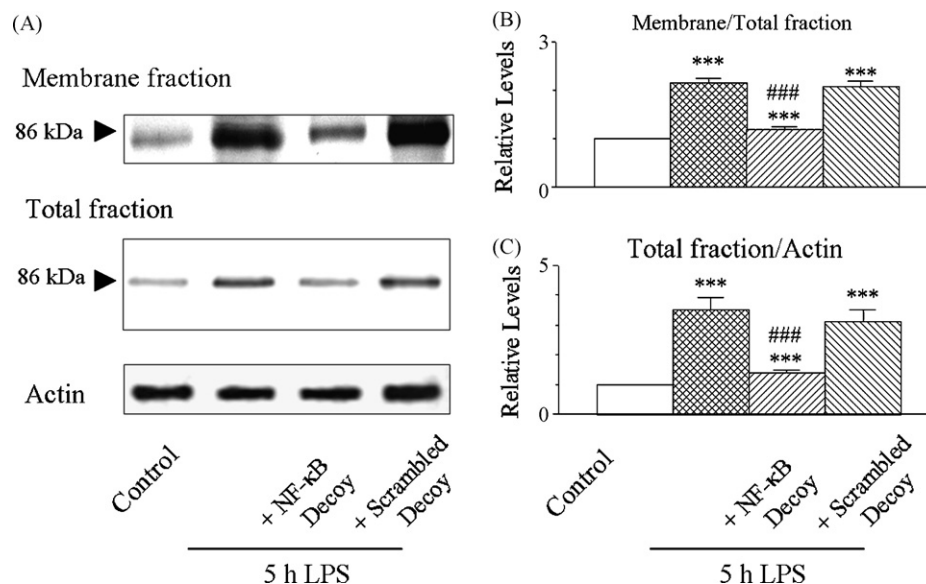 (A)
Membrane fraction
86 kDa
Total fraction
86 kDa
Actin
Control
+ NF-κB
Decoy
+ Scrambled
Decoy
5 h LPS
(B)
Membrane/Total fraction
Relative Levels
3
0
***
###
***
***
(C)
Total fraction/Actin
Relative Levels
5
0
***
###
***
***
Control
+ NF-κB
Decoy
+ Scrambled
Decoy
5 h LPS